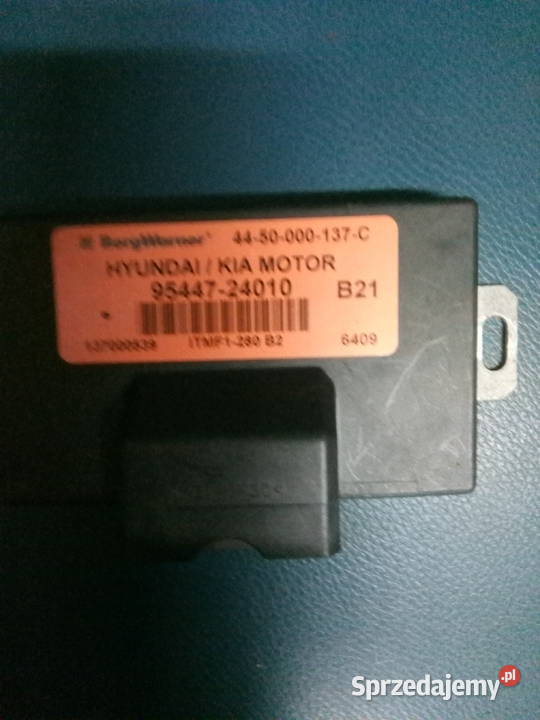 BorgWarner 44-50-000-137-C
HYUNDAI / KIA MOTOR
95447-24010 B21
ITMF1-280 B2 6409
Sprzedajemy.pl